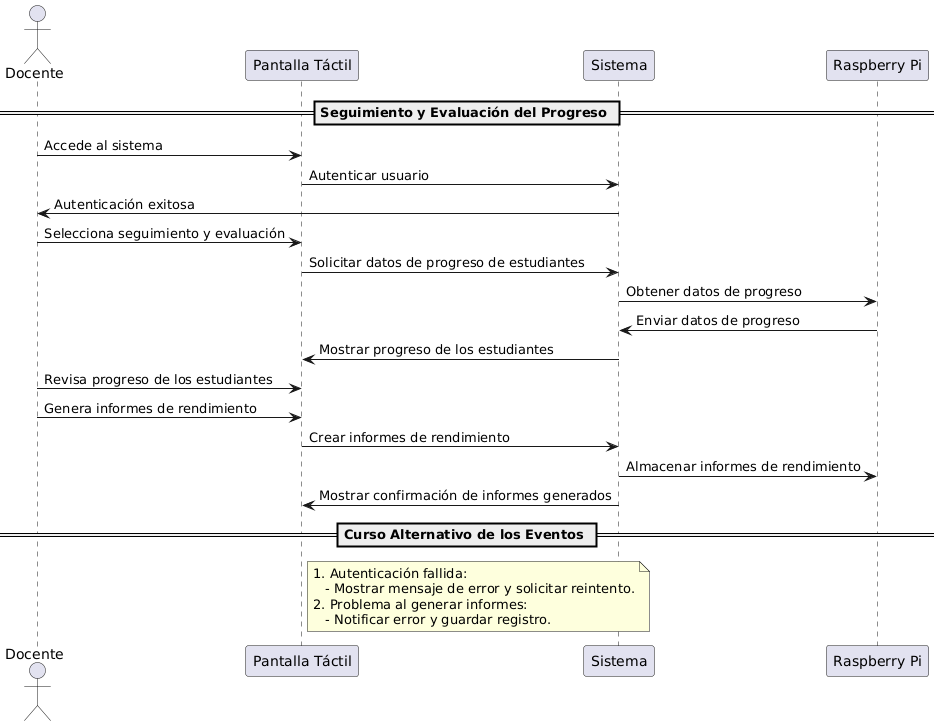 Docente
Pantalla Táctil
Sistema
Raspberry Pi
Seguimiento y Evaluación del Progreso
Accede al sistema
Autenticar usuario
Autenticación exitosa
Selecciona seguimiento y evaluación
Solicitar datos de progreso de estudiantes
Obtener datos de progreso
Enviar datos de progreso
Mostrar progreso de los estudiantes
Revisa progreso de los estudiantes
Genera informes de rendimiento
Crear informes de rendimiento
Almacenar informes de rendimiento
Mostrar confirmación de informes generados
Curso Alternativo de los Eventos
1. Autenticación fallida:
- Mostrar mensaje de error y solicitar reintento.
2. Problema al generar informes:
- Notificar error y guardar registro.
Docente
Pantalla Táctil
Sistema
Raspberry Pi